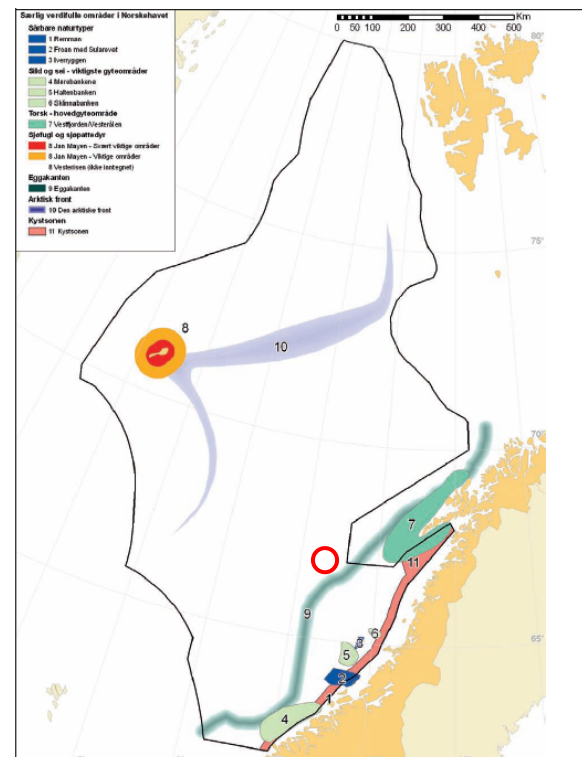 Særlig verdifulle områder i Norskehavet
Sårbare naturtyper
1 Remman
2 Froan med Sularevet
3 Iverryggen
Sild og sei - viktigste gyteområder
4 Mørebankene
5 Haltenbanken
6 Sklinnabanken
Torsk - hovedgyteområde
7 Vestfjorden/Vesterålen
Sjøfugl og sjøpattedyr
8 Jan Mayen - Svært viktige områder
8 Jan Mayen - Viktige områder
8 Vesterisen (ikke inntegnet)
Eggakanten
9 Eggakanten
Arktisk front
10 Den arktiske front
Kystsonen
11 Kystsonen
Km
0 50 100 200 300 400 500
80°
75°
8
10
70°
7
11
9
6
3
65°
5
2
1
4